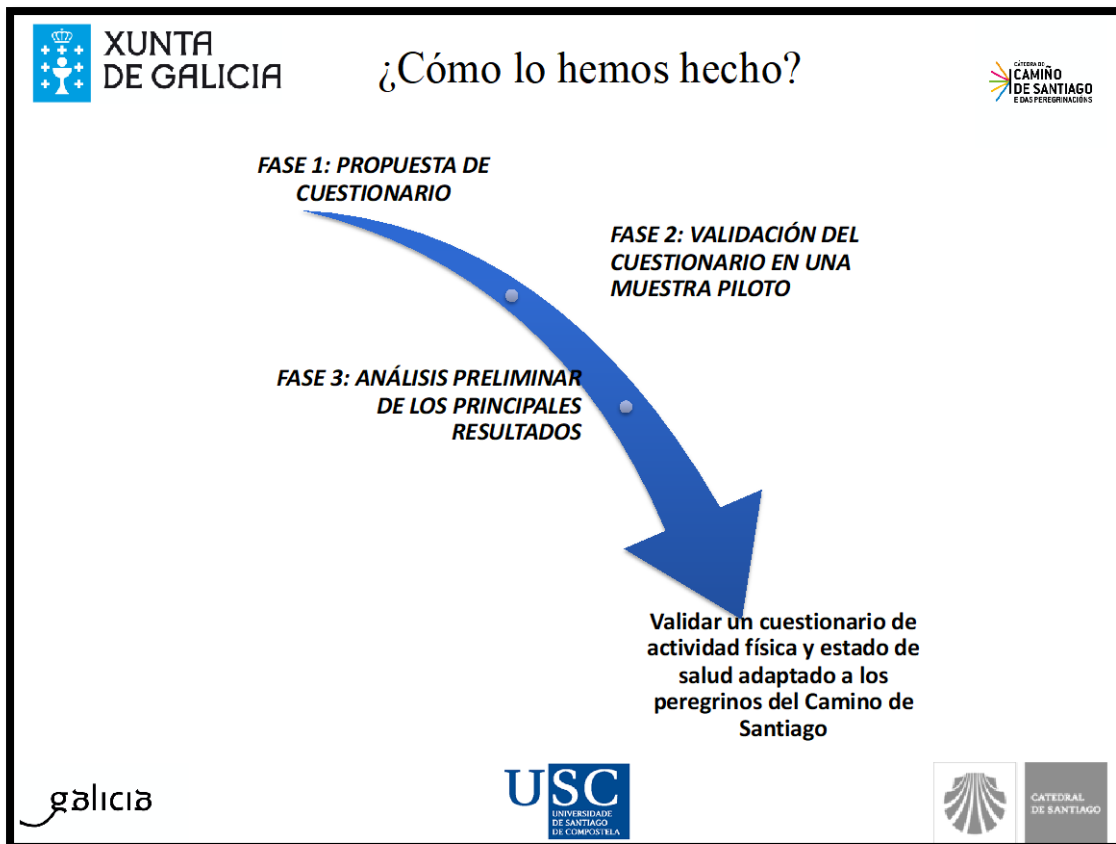 XUNTA
DE GALICIA
¿Cómo lo hemos hecho?
CÁTEDRA DO
CAMIÑO
DE SANTIAGO
E DAS PEREGRINACIÓNS
FASE 1: PROPUESTA DE
CUESTIONARIO
FASE 2: VALIDACIÓN DEL
CUESTIONARIO EN UNA
MUESTRA PILOTO
FASE 3: ANÁLISIS PRELIMINAR
DE LOS PRINCIPALES
RESULTADOS
Validar un cuestionario de
actividad física y estado de
salud adaptado a los
peregrinos del Camino de
Santiago
galicia
USC
UNIVERSIDADE
DE SANTIAGO
DE COMPOSTELA
CATEDRAL
DE SANTIAGO